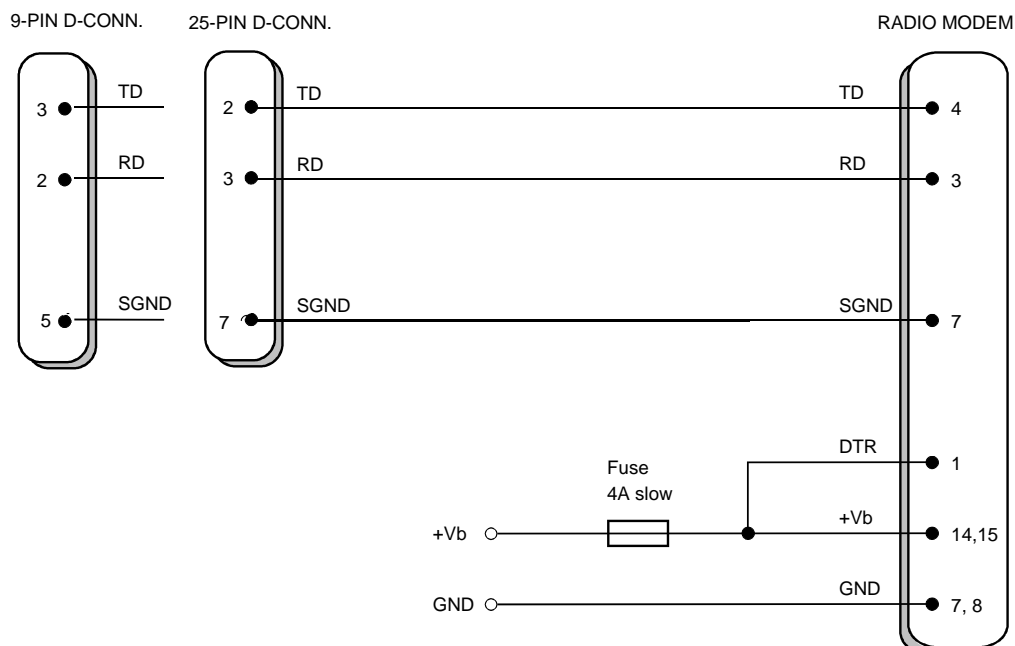 9-PIN D-CONN.
25-PIN D-CONN.
RADIO MODEM
3
TD
2
TD
TD
4
2
RD
3
RD
RD
3
5
SGND
7
SGND
SGND
7
DTR
1
Fuse
4A slow
+Vb
+Vb
14,15
GND
GND
7, 8